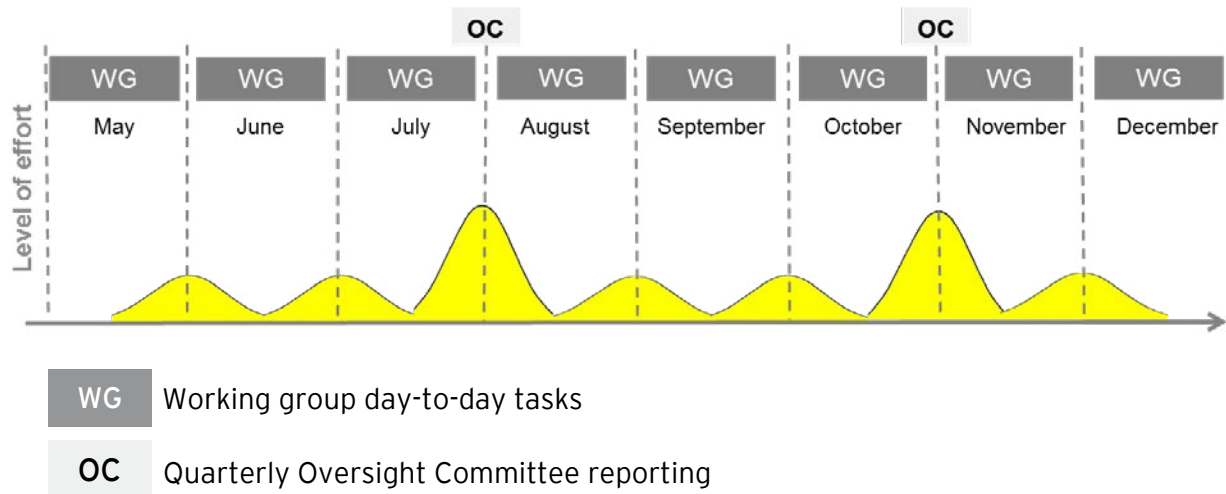 OC OC
WG WG WG WG WG WG WG WG
May June July August September October November December
Level of effort
WG Working group day-to-day tasks
OC Quarterly Oversight Committee reporting